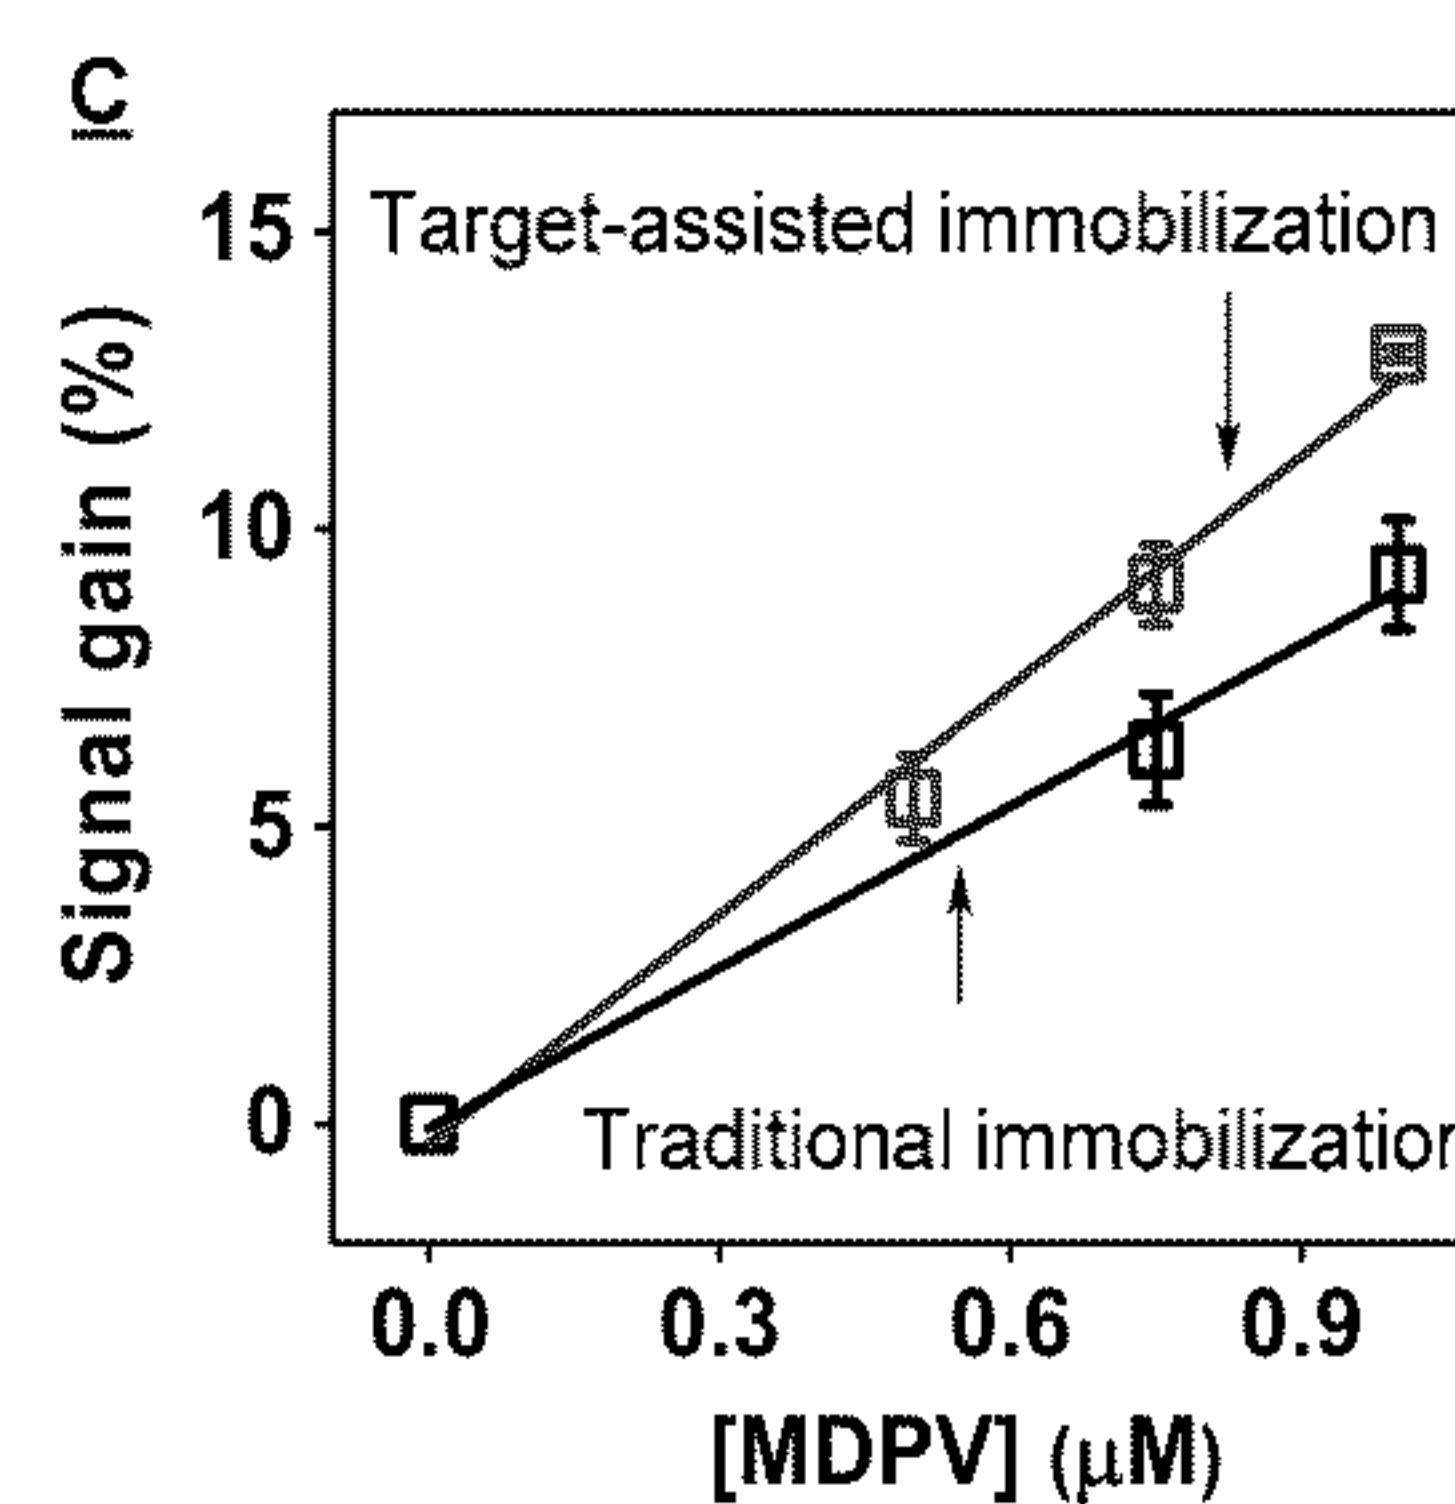 C
15
Target-assisted immobilization
Signal gain (%)
10
5
0
Traditional immobilization
0.0 0.3 0.6 0.9
[MDPV] (μM)